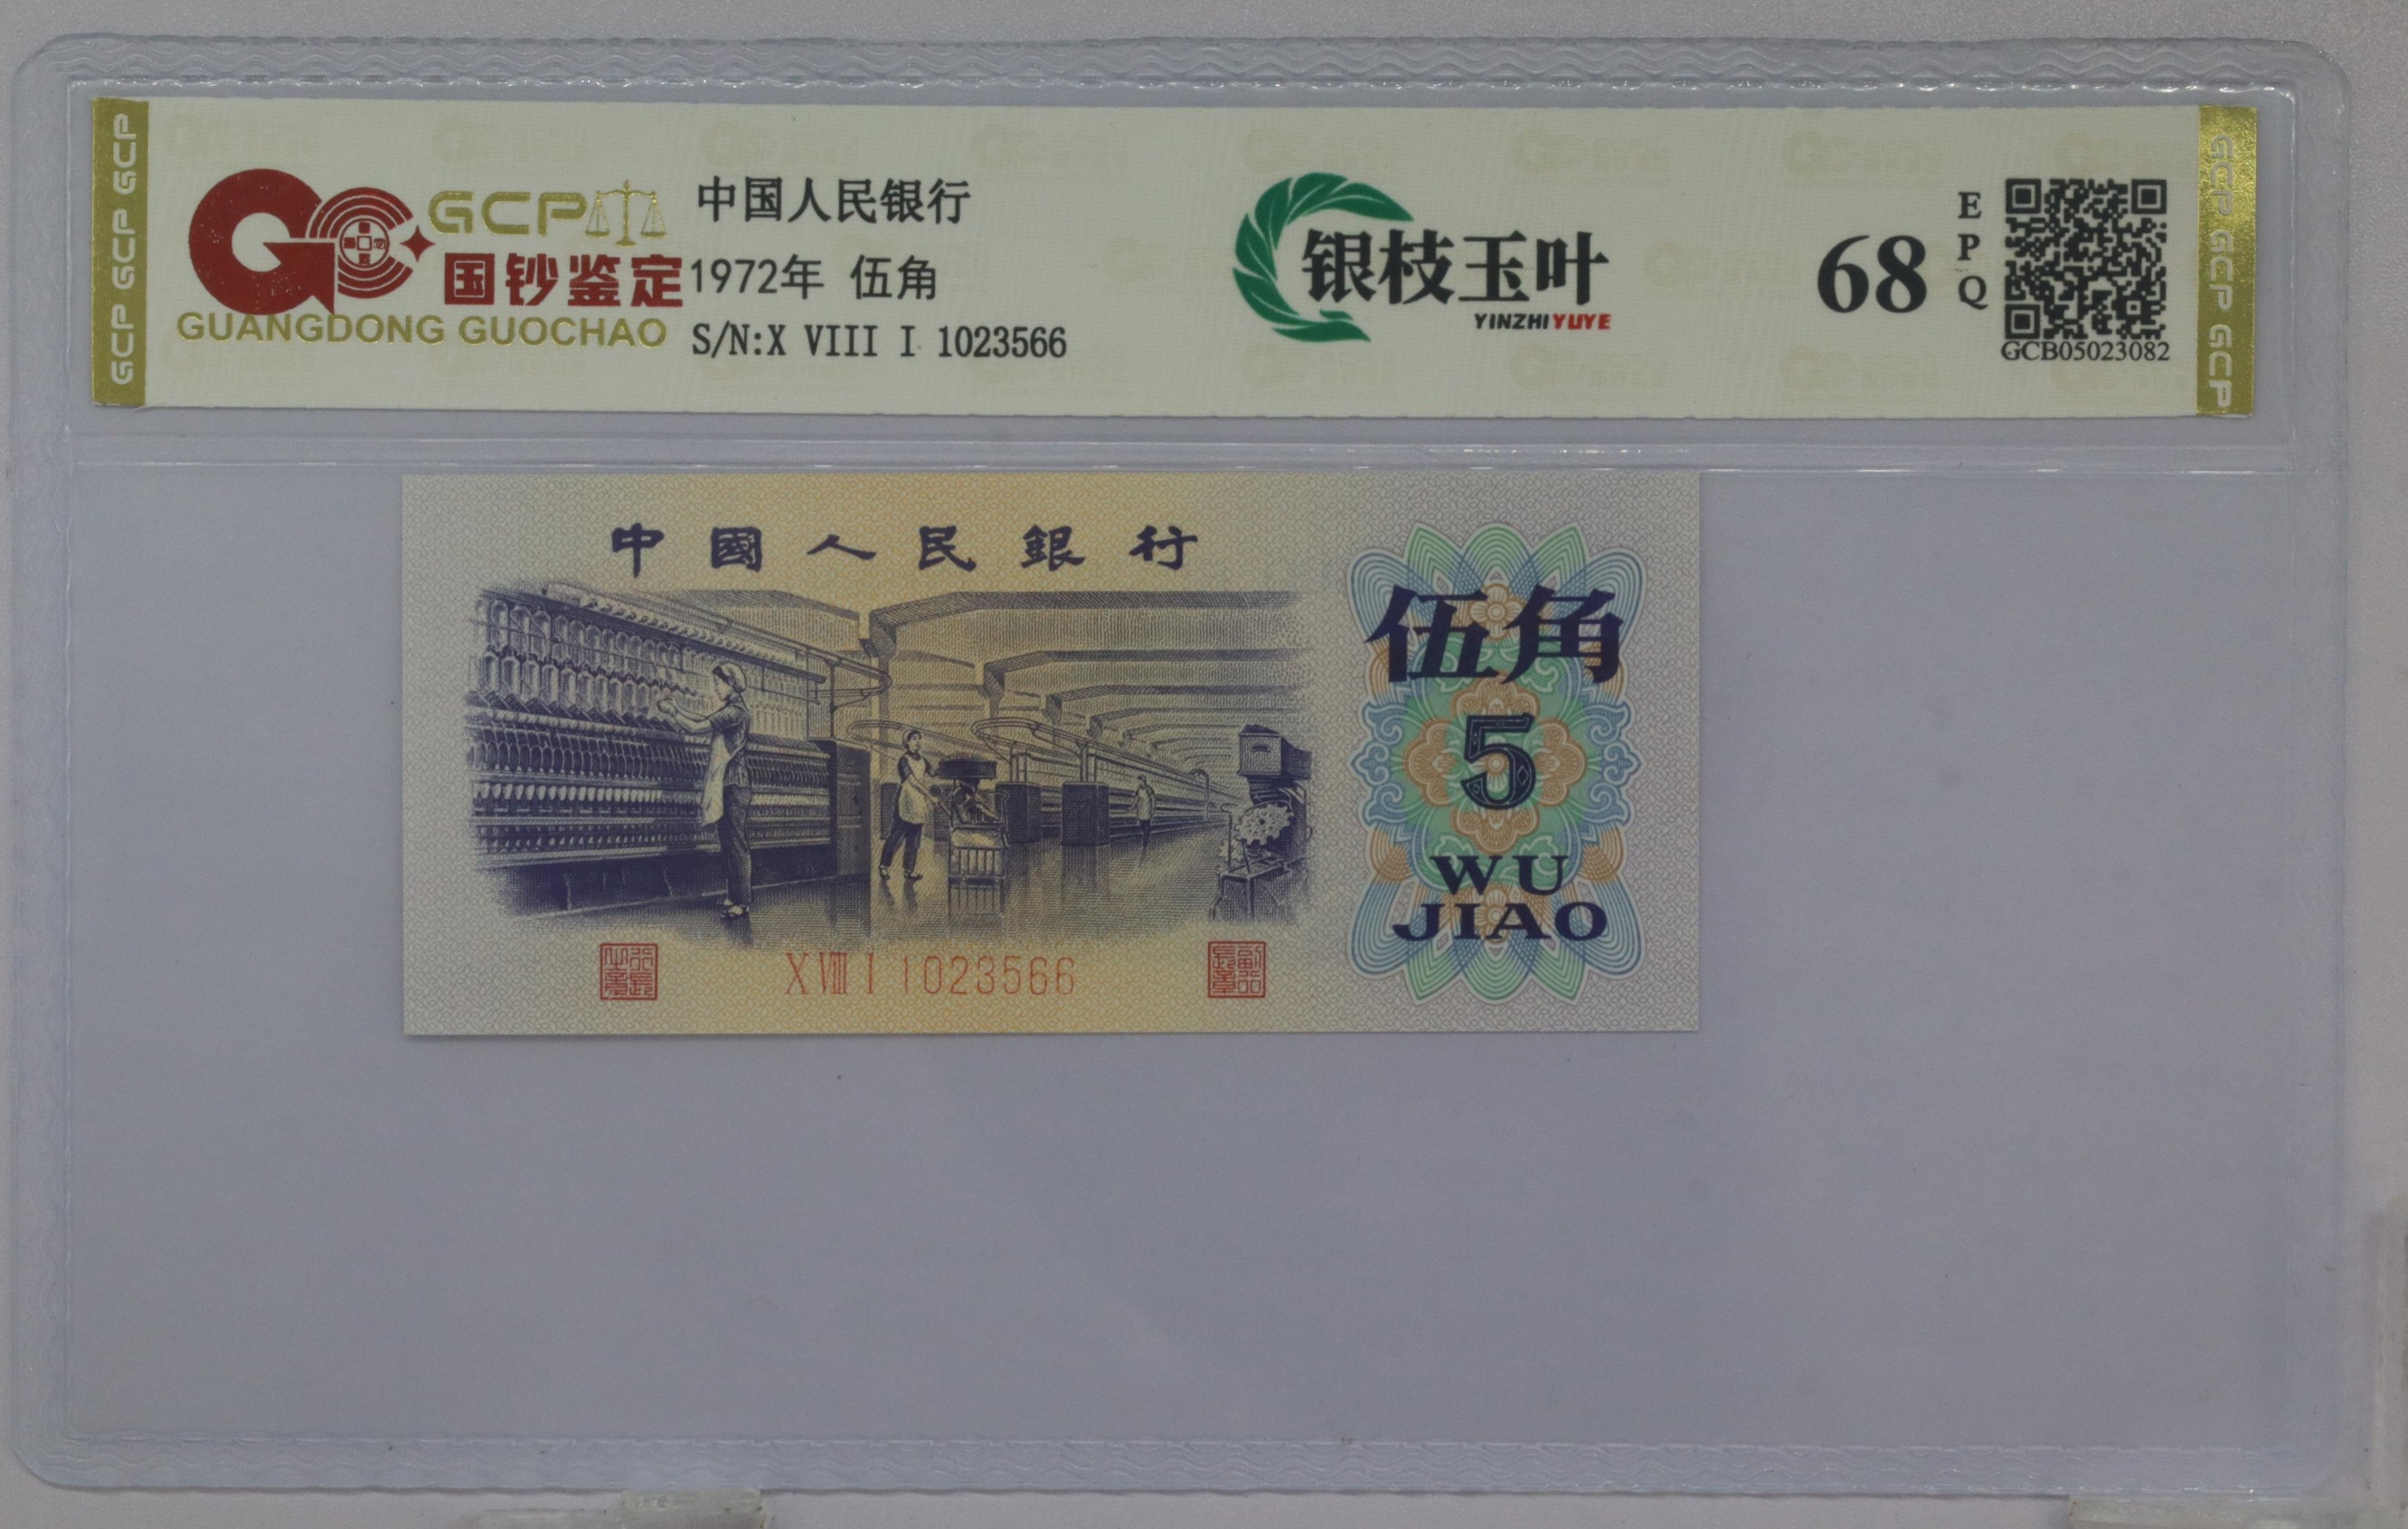 GCP GCP GCP
GCP
国钞鉴定
GUANGDONG GUOCHAO
中国人民银行
1972年 伍角
S/N:X VIII I 1023566
银枝玉叶
YINZHIYUYE
68
EPQ
GCB05023082
GCP GCP GCP
中國人民銀行
伍角
5
WU
JIAO
X VIII I 1023566